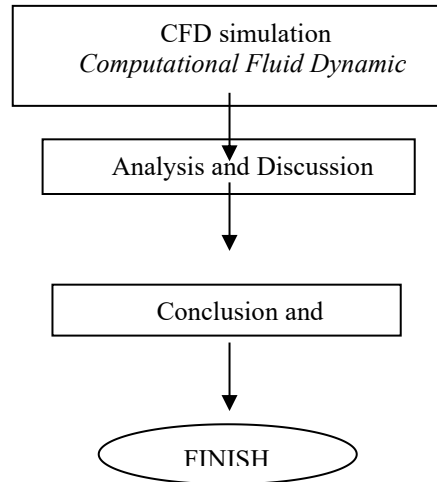 CFD simulation
Computational Fluid Dynamic
Analysis and Discussion
Conclusion and
FINISH